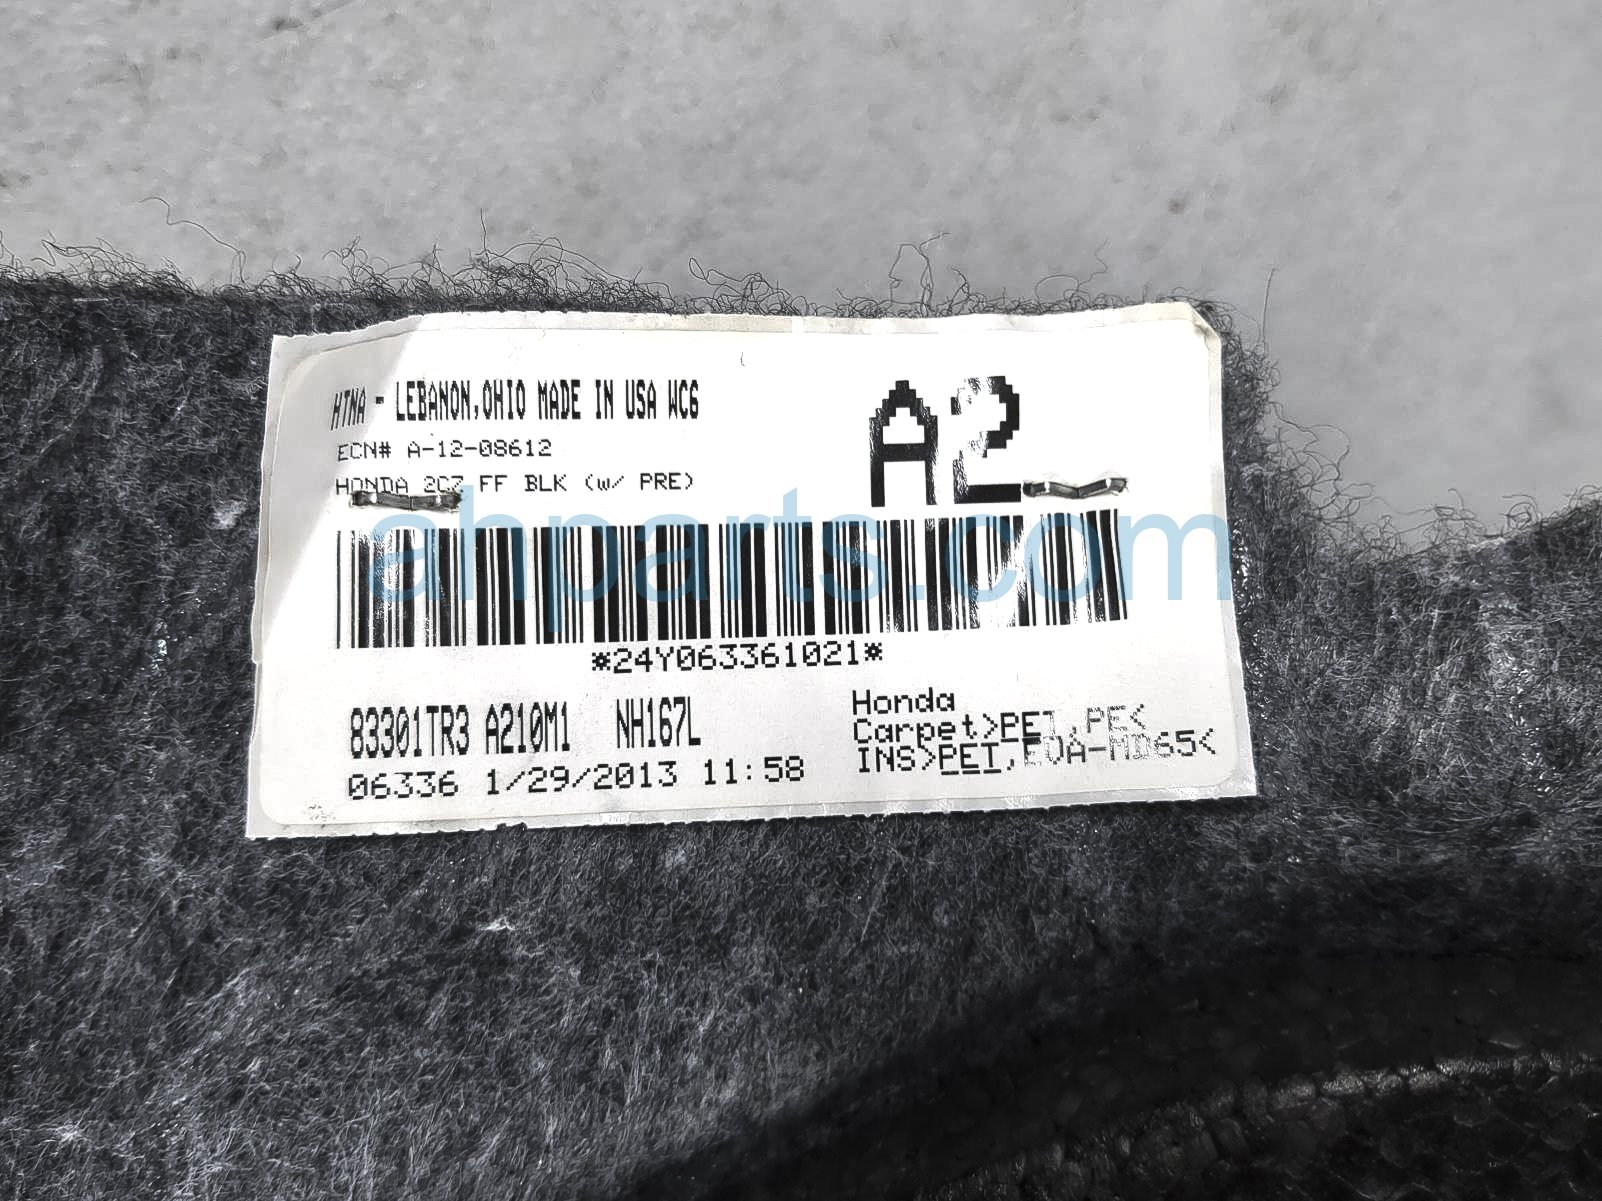 HTNA - LEBANON,OHIO MADE IN USA WC6
ECN# A-12-08612
HONDA 2CZ FF BLK (w/ PRE)
A2
ehparts.com
*24Y063361021*
83301TR3 A210M1 NH167L
06336 1/29/2013 11:58
Honda
Carpet>PET,PE<
INS>PET,EVA-MD65<